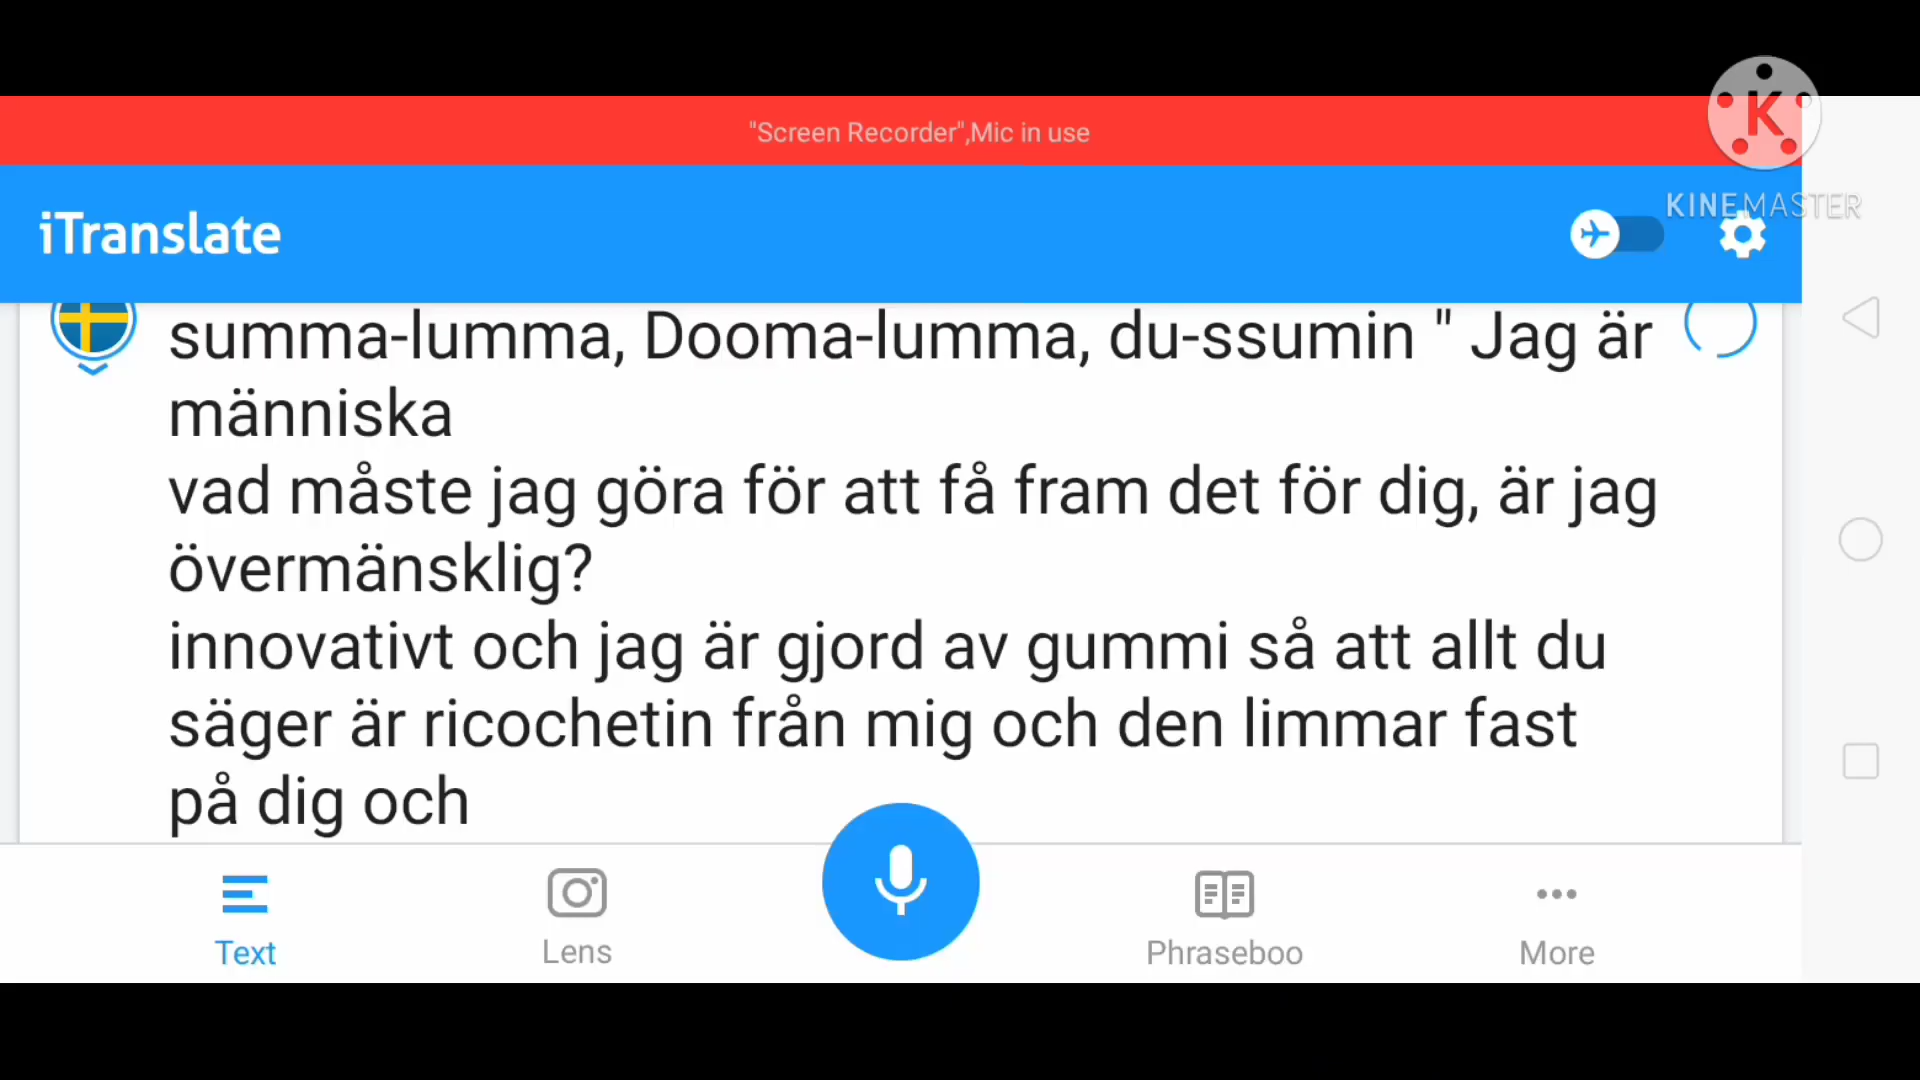 "Screen Recorder",Mic in use
K
KINEMASTER
iTranslate
summa-lumma, Dooma-lumma, du-ssumin " Jag är
människa
vad måste jag göra för att få fram det för dig, är jag
övermänsklig?
innovativt och jag är gjord av gummi så att allt du
säger är ricochetin från mig och den limmar fast
på dig och
Text
Lens
Phraseboo
More